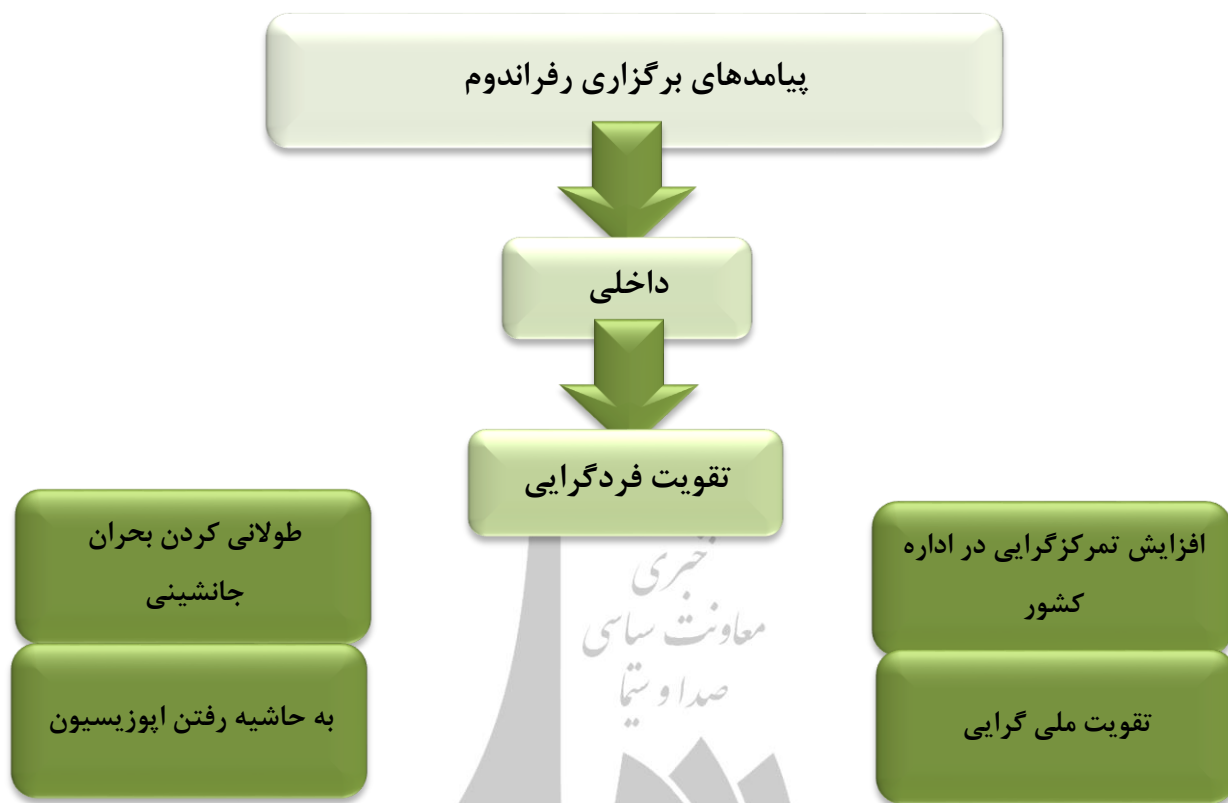 پیامدهای برگزاری رفراندوم
داخلی
تقویت فردگرایی
افزایش تمرکزگرایی در اداره
کشور
تقویت ملی گرایی
طولانی کردن بحران
جانشینی
به حاشیه رفتن اپوزیسیون
خبری
معاونت سیاسی
صدا و سیما